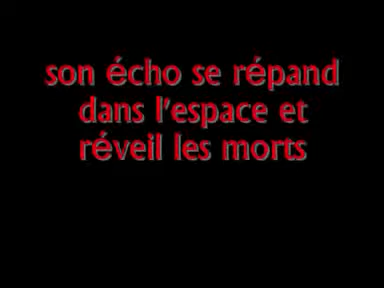 son écho se répand
dans l'espace et
réveil les morts